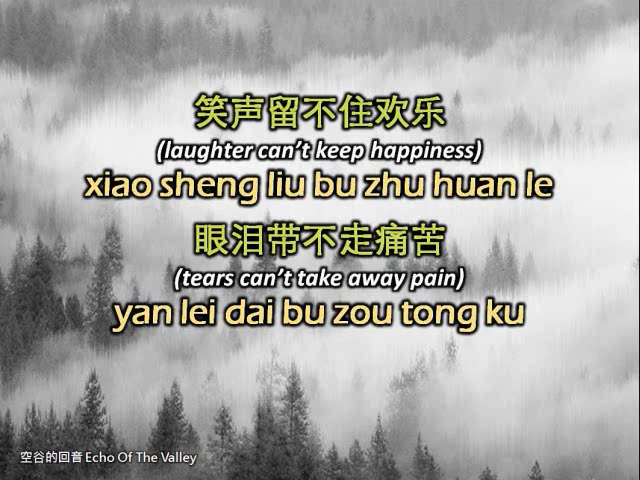 笑声留不住欢乐
(laughter can't keep happiness)
xiao sheng liu bu zhu huan le
眼泪带不走痛苦
(tears can't take away pain)
yan lei dai bu zou tong ku
空谷的回音 Echo Of The Valley